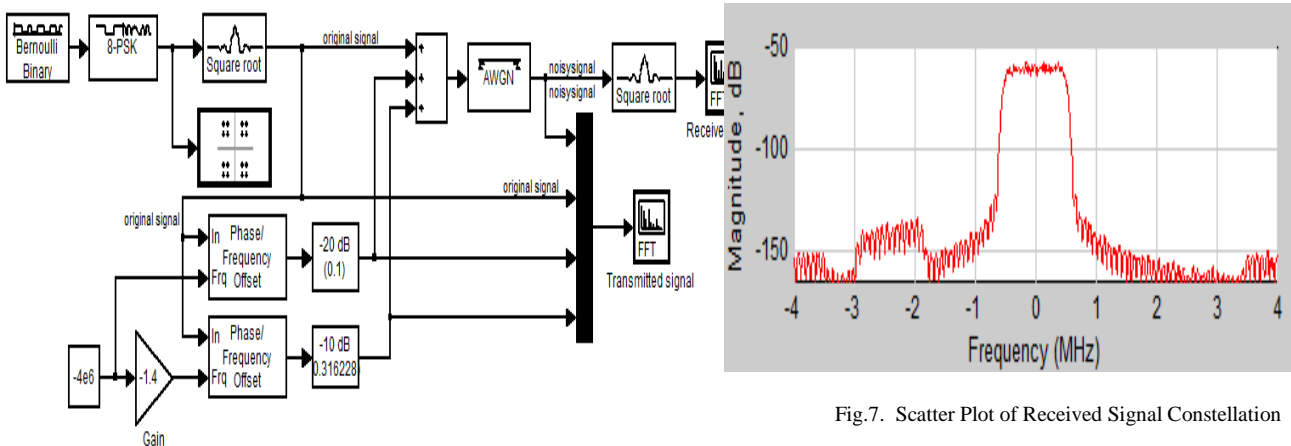 Bernoulli
Binary
8-PSK
Square root
original signal
+
+
+
AWGN
noisysignal
noisysignal
Square root
FFT
Received
original signal
In
Frq
Phase/
Frequency
Offset
-20 dB
(0.1)
FFT
Transmitted signal
-4e6
-1.4
Gain
In
Frq
Phase/
Frequency
Offset
-10 dB
0.316228)
Magnitude, dB
-50
-100
-150
-4
-3
-2
-1
0
1
2
3
4
Frequency (MHz)
Fig.7. Scatter Plot of Received Signal Constellation